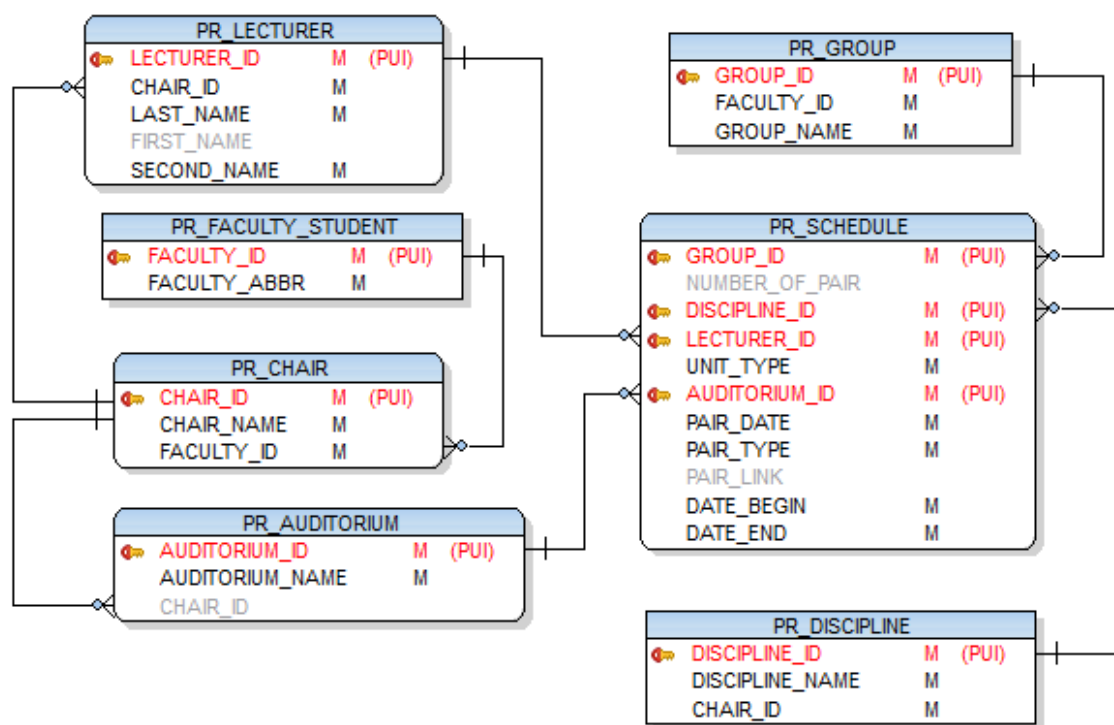 PR_LECTURER
LECTURER_ID M (PUI)
CHAIR_ID M
LAST_NAME M
FIRST_NAME
SECOND_NAME M
PR_FACULTY_STUDENT
FACULTY_ID M (PUI)
FACULTY_ABBR M
PR_CHAIR
CHAIR_ID M (PUI)
CHAIR_NAME M
FACULTY_ID M
PR_AUDITORIUM
AUDITORIUM_ID M (PUI)
AUDITORIUM_NAME M
CHAIR_ID
PR_GROUP
GROUP_ID M (PUI)
FACULTY_ID M
GROUP_NAME M
PR_SCHEDULE
GROUP_ID M (PUI)
NUMBER_OF_PAIR
DISCIPLINE_ID M (PUI)
LECTURER_ID M (PUI)
UNIT_TYPE M
AUDITORIUM_ID M (PUI)
PAIR_DATE M
PAIR_TYPE M
PAIR_LINK
DATE_BEGIN M
DATE_END M
PR_DISCIPLINE
DISCIPLINE_ID M (PUI)
DISCIPLINE_NAME M
CHAIR_ID M